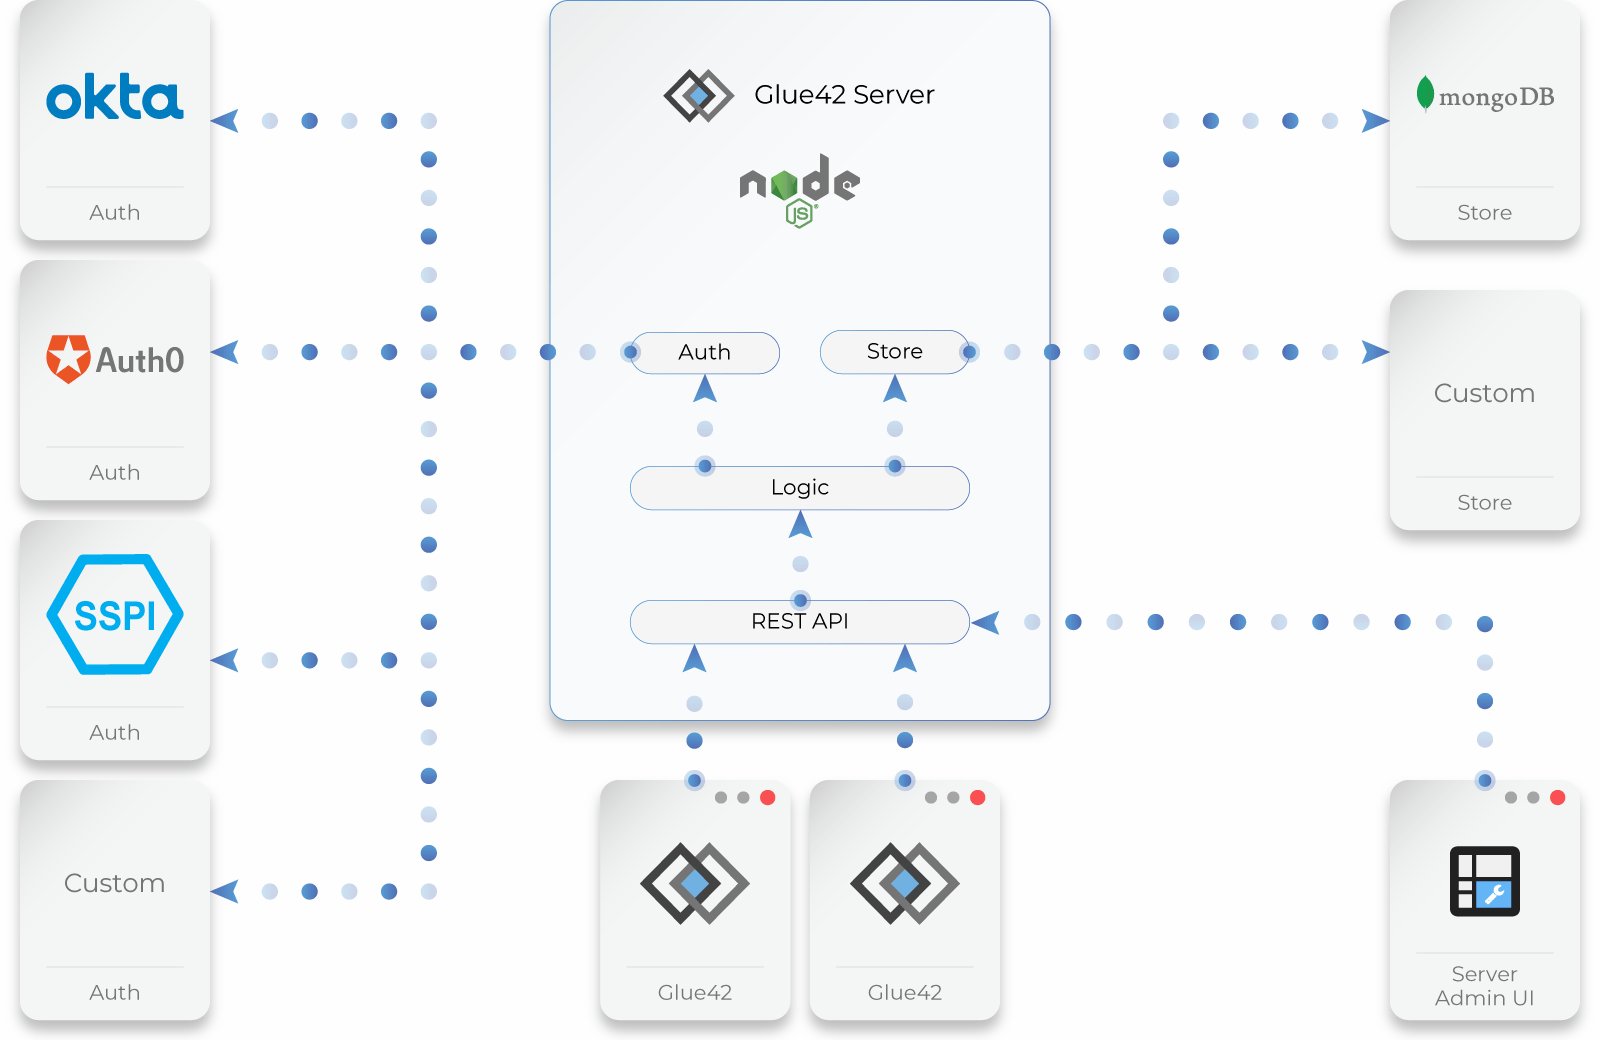 okta
Auth
Auth0
Auth
SSPI
Auth
Custom
Auth
Glue42 Server
node
JS
Auth
Store
Logic
REST API
Glue42
Glue42
mongoDB
Store
Custom
Store
Server
Admin UI